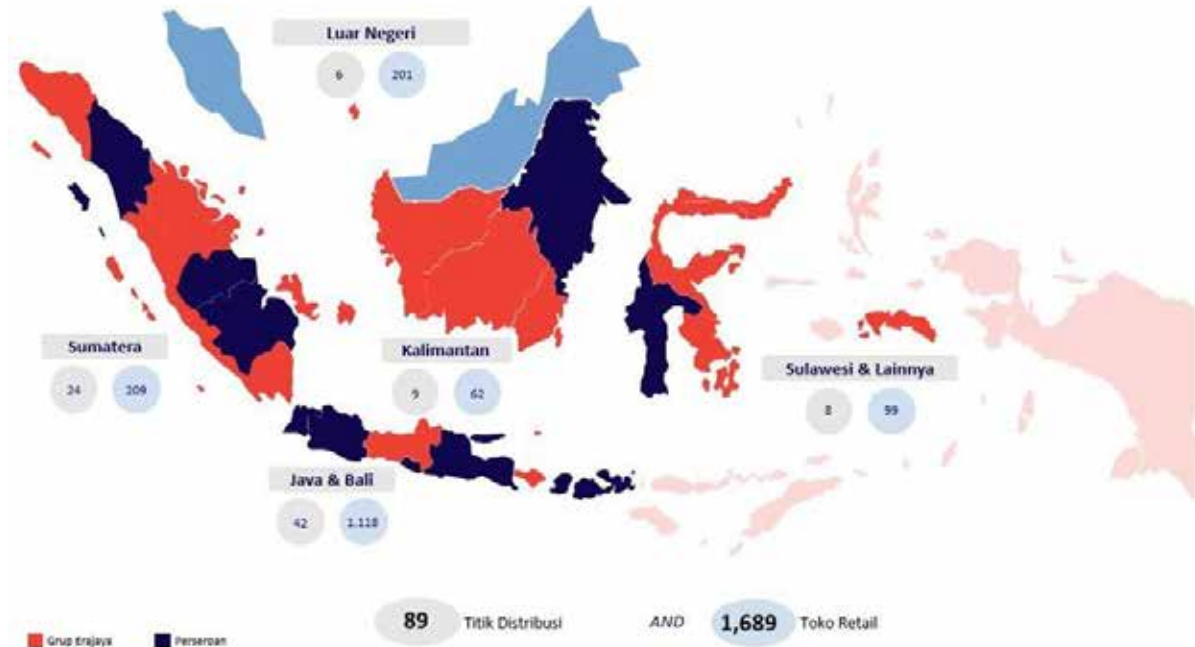 Luar Negeri
6 201
Sumatera
24 209
Kalimantan
9 62
Sulawesi & Lainnya
8 99
Java & Bali
42 1.118
89 Titik Distribusi AND 1,689 Toko Retail
Grup Erajaya Perseroan